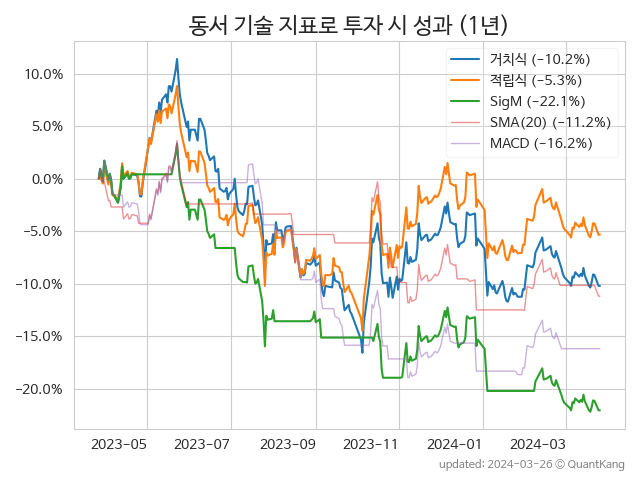 동서 기술 지표로 투자 시 성과 (1년)
거치식 (−10.2%)
적립식 (−5.3%)
SigM (−22.1%)
SMA(20) (−11.2%)
MACD (−16.2%)
10.0%
5.0%
0.0%
−5.0%
−10.0%
−15.0%
−20.0%
2023-05 2023-07 2023-09 2023-11 2024-01 2024-03
updated: 2024-03-26 © QuantKang